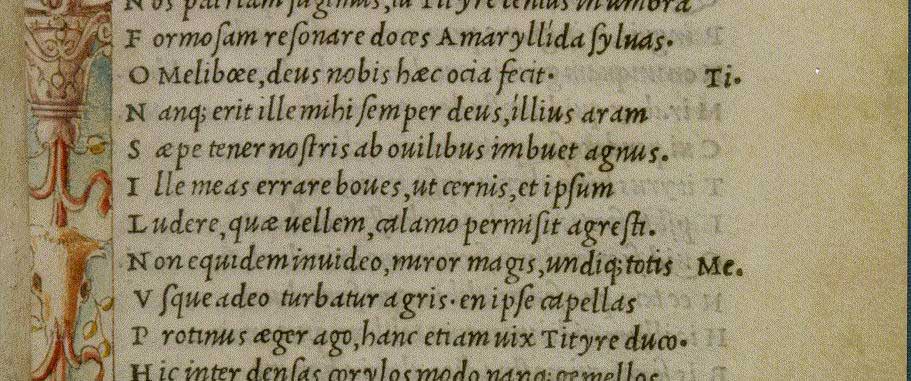 N os patriam fugimus, tu Tityre lentus in umbra
F ormoſam reſonare doces Amaryllida ſyluas.
O Melibœe, deus nobis hæc ocia fecit. Ti.
N anq; erit ille mihi ſemper deus, illius aram
S æpe tener noſtris ab ouilibus imbuet agnus.
I lle meas errare boues, ut cernis, et ipſum
L udere, quæ uellem, calamo permiſit agreſti.
N on equidem inuideo, miror magis, undiq; totis Me.
V ſque adeo turbatur agris. en ipſe capellas
P rotinus æger ago, hanc etiam uix Tityre duco.
H ic inter denſas corylos modo nanq; gemellos